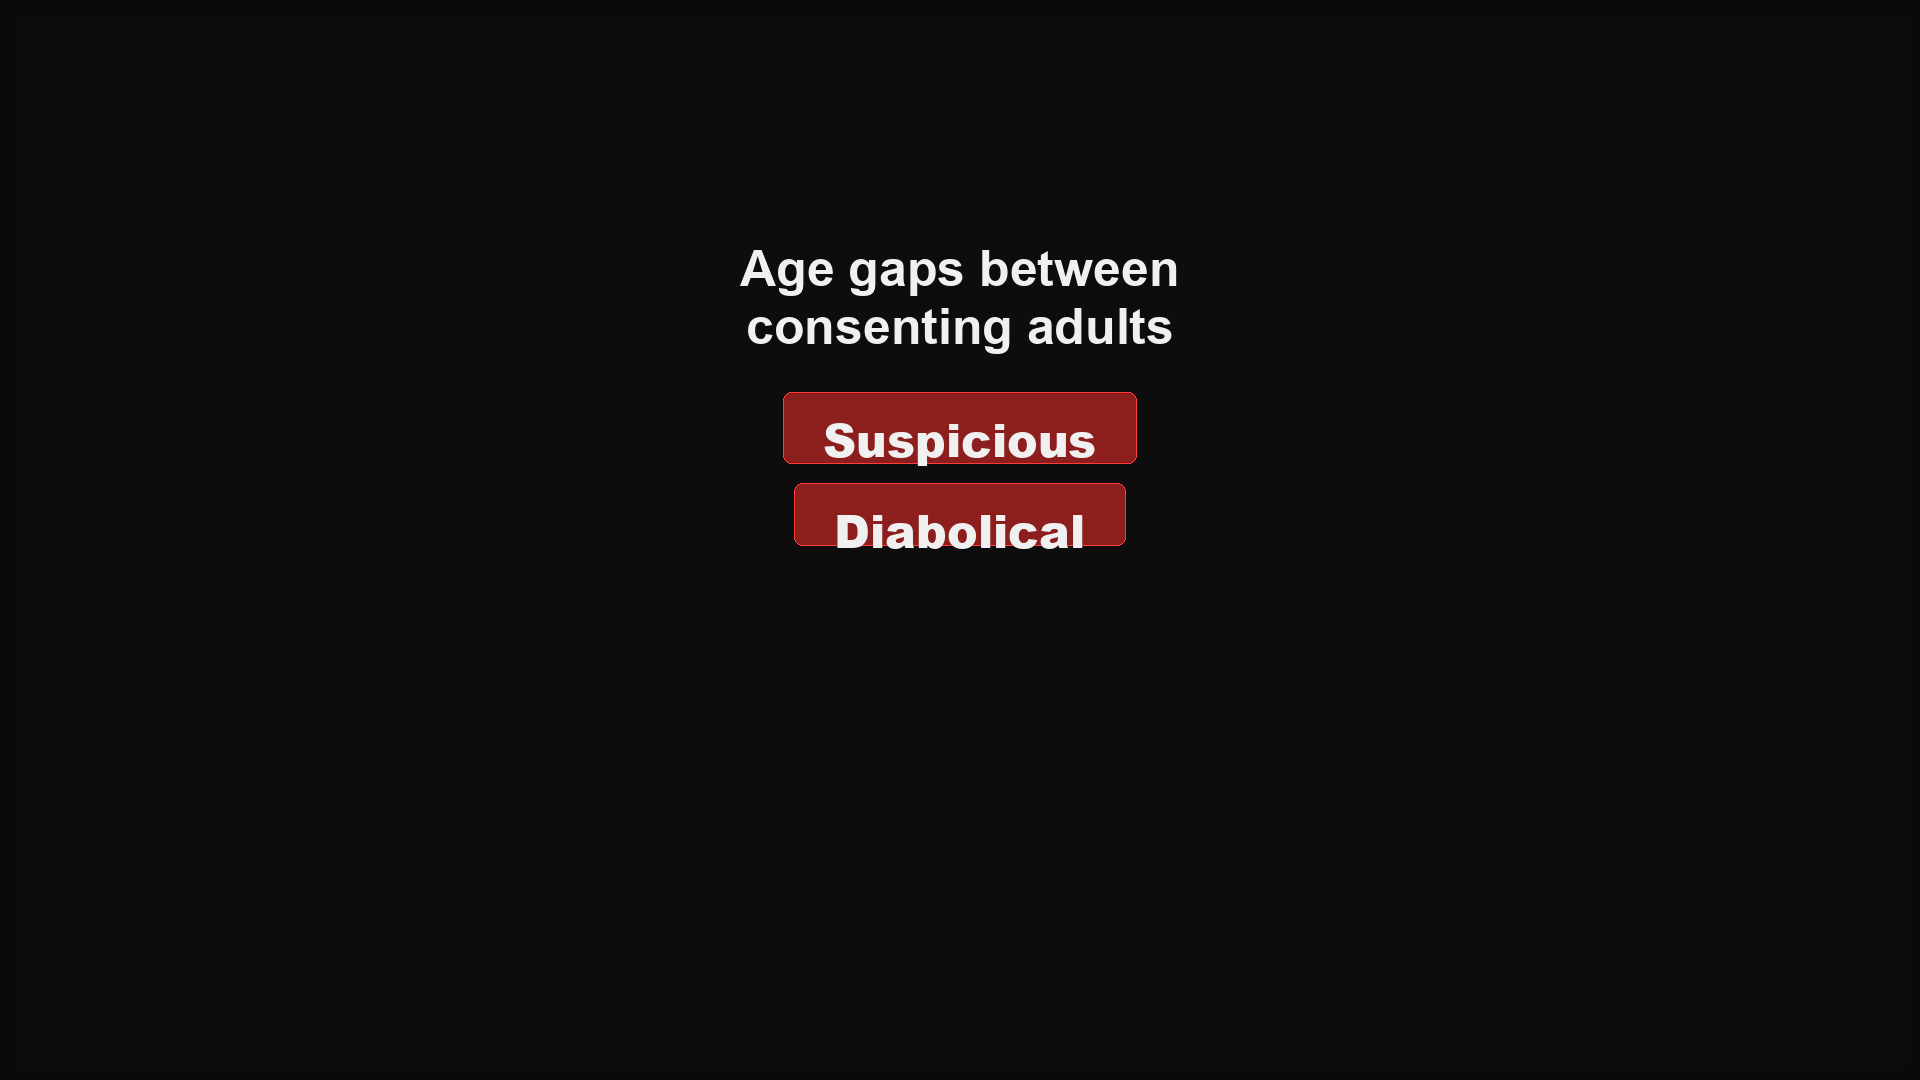 Age gaps between
consenting adults
Suspicious
Diabolical